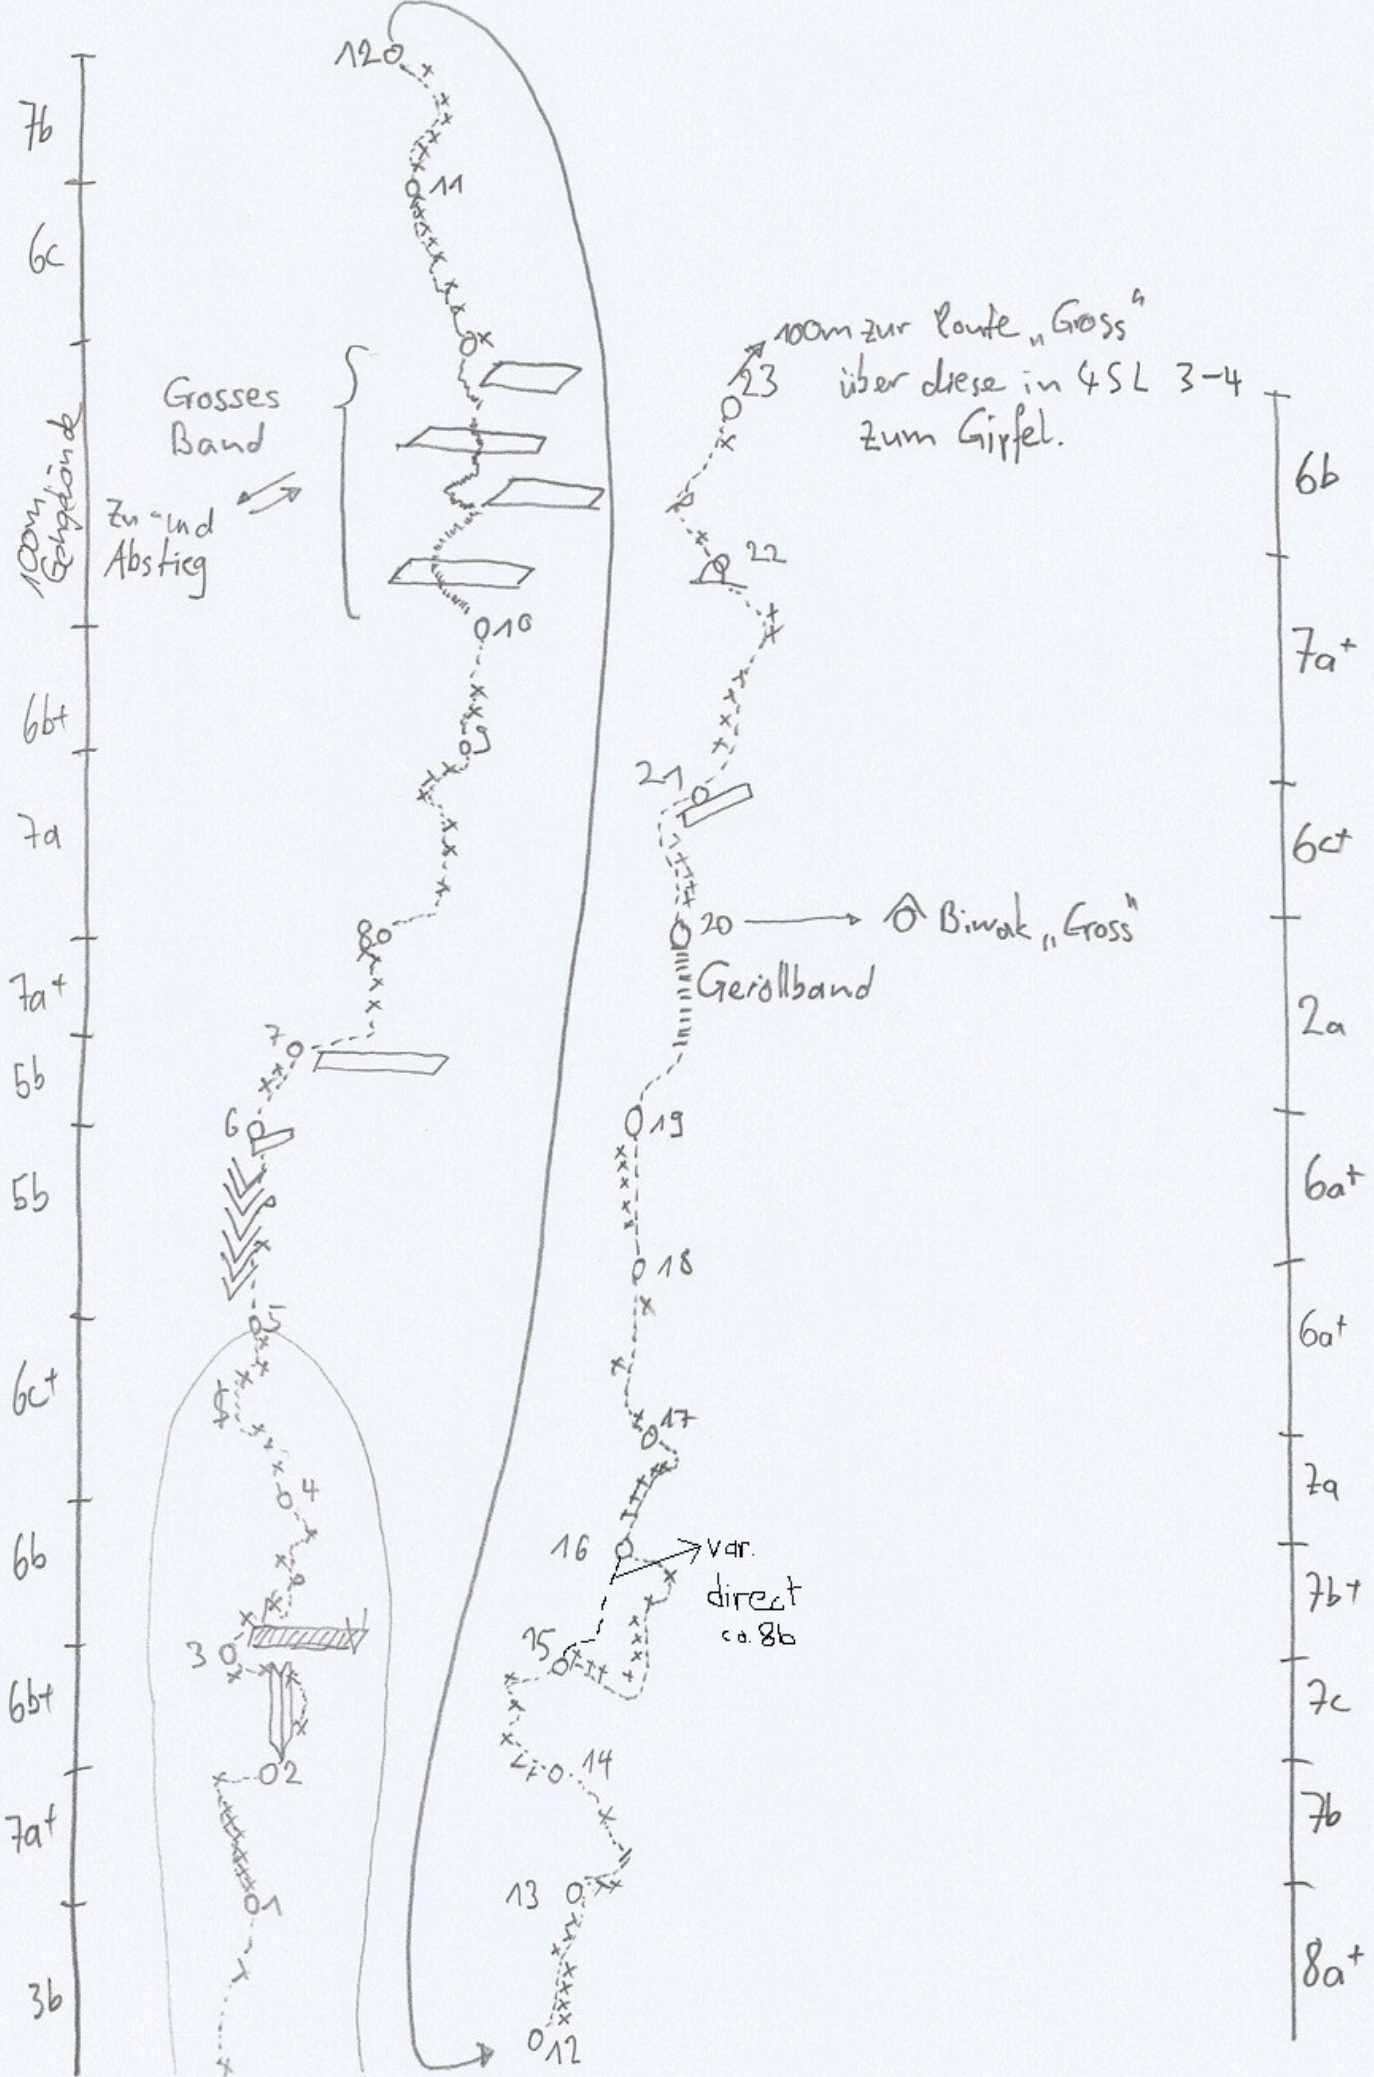 12
7b
11
6c
Grosses
Band
Zu- und
Abstieg
100m
Gehgelände
10
6b+
9
7a
8
7a+
7
5b
6
5b
5
6c+
4
6b
3
6b+
2
7a+
1
3b
100m zur Route „Gross“
über diese in 4SL 3-4
zum Gipfel.
23
6b
22
7a+
21
6c+
20
Biwak „Gross“
Geröllband
2a
19
6a+
18
6a+
17
7a
16
var.
direct
ca. 8b
7b+
15
7c
14
7b
13
8a+
12